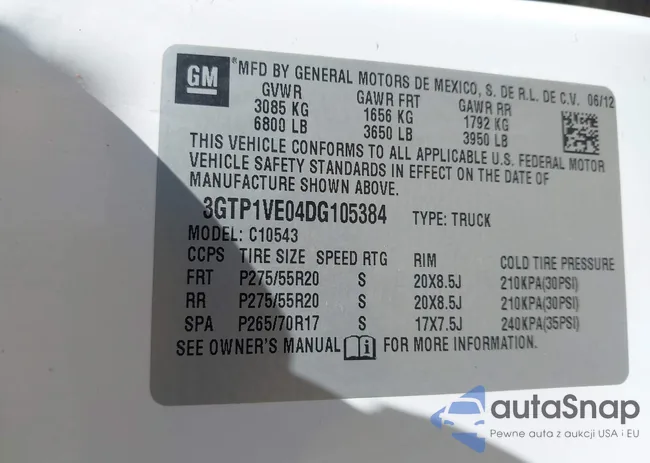 GM ®MFD BY GENERAL MOTORS DE MEXICO, S. DE R.L. DE C.V. 06/12
GVWR GAWR FRT GAWR RR
3085 KG 1656 KG 1792 KG
6800 LB 3650 LB 3950 LB
THIS VEHICLE CONFORMS TO ALL APPLICABLE U.S. FEDERAL MOTOR
VEHICLE SAFETY STANDARDS IN EFFECT ON THE DATE OF
MANUFACTURE SHOWN ABOVE.
3GTP1VE04DG105384 TYPE: TRUCK
MODEL: C10543
CCPS TIRE SIZE SPEED RTG RIM COLD TIRE PRESSURE
FRT P275/55R20 S 20X8.5J 210KPA(30PSI)
RR P275/55R20 S 20X8.5J 210KPA(30PSI)
SPA P265/70R17 S 17X7.5J 240KPA(35PSI)
SEE OWNER'S MANUAL i FOR MORE INFORMATION.
autaSnap
Pewne auta z aukcji USA i EU